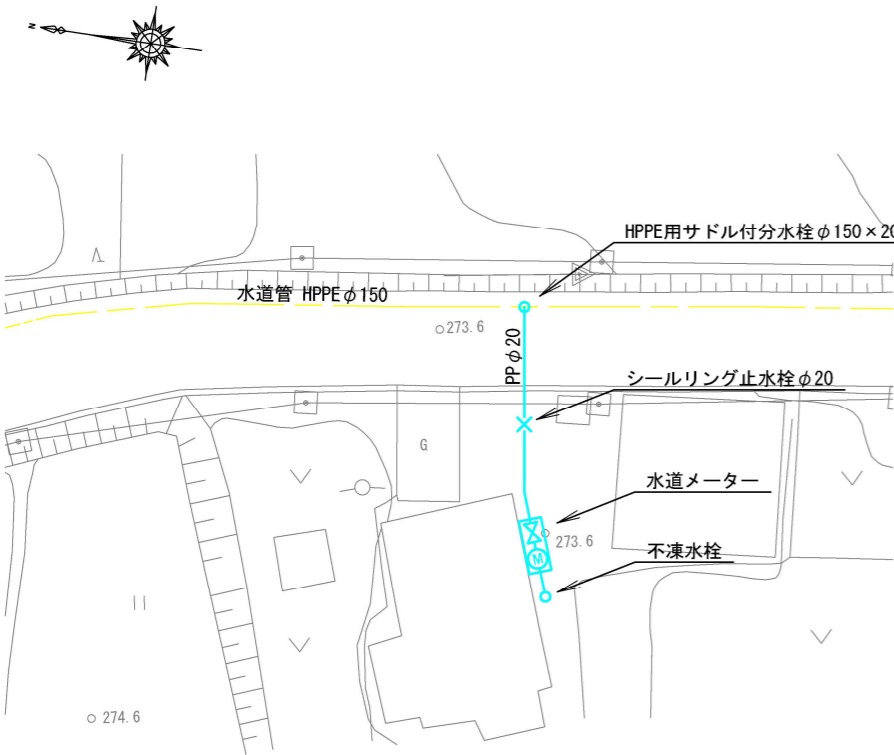 N
HPPE用サドル付分水栓φ150×20
水道管 HPPEφ150
273.6
PPφ20
シールリング止水栓φ20
G
水道メーター
273.6
M
不凍水栓
274.6